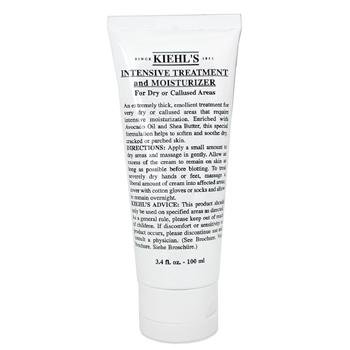 SINCE KIEHL'S 1851
INTENSIVE TREATMENT
and MOISTURIZER
For Dry or Callused Areas
An extremely thick, emollient treatment for
very dry or callused areas that require
intensive moisturization. Enriched with
Avocado Oil and Shea Butter, this special
formulation helps to soften and soothe dry
cracked or parched skin.
DIRECTIONS: Apply a small amount to
dry areas and massage in gently. Allow an
excess of the cream to remain on skin as
long as possible before blotting. To treat
severely dry hands or feet, massage a
liberal amount of cream into affected areas
cover with cotton gloves or socks and allow
to remain overnight.
KIEHL'S ADVICE: This product should
only be used on specified areas as directed
As a general rule, please keep out of reach
of children. If discomfort or sensitivity to
product occurs, please discontinue use and
consult a physician. (See Brochure. Voir
Brochure. Siehe Broschüre.)
3.4 fl. oz. - 100 ml